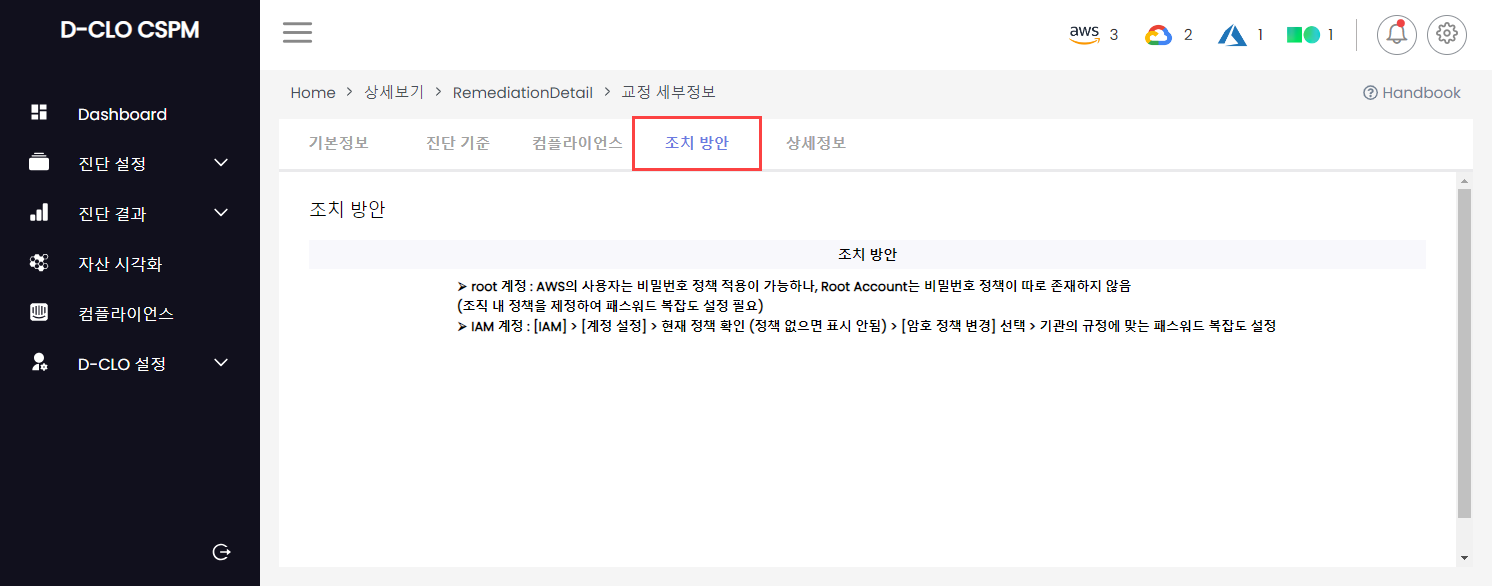 D-CLO CSPM
aws 3 2 1 1
Dashboard
진단 설정
진단 결과
자산 시각화
컴플라이언스
D-CLO 설정
Home > 상세보기 > RemediationDetail > 교정 세부정보
Handbook
기본정보 진단 기준 컴플라이언스 조치 방안 상세정보
조치 방안
조치 방안
➢ root 계정 : AWS의 사용자는 비밀번호 정책 적용이 가능하나, Root Account는 비밀번호 정책이 따로 존재하지 않음
(조직 내 정책을 제정하여 패스워드 복잡도 설정 필요)
➢ IAM 계정 : [IAM] > [계정 설정] > 현재 정책 확인 (정책 없으면 표시 안됨) > [암호 정책 변경] 선택 > 기관의 규정에 맞는 패스워드 복잡도 설정